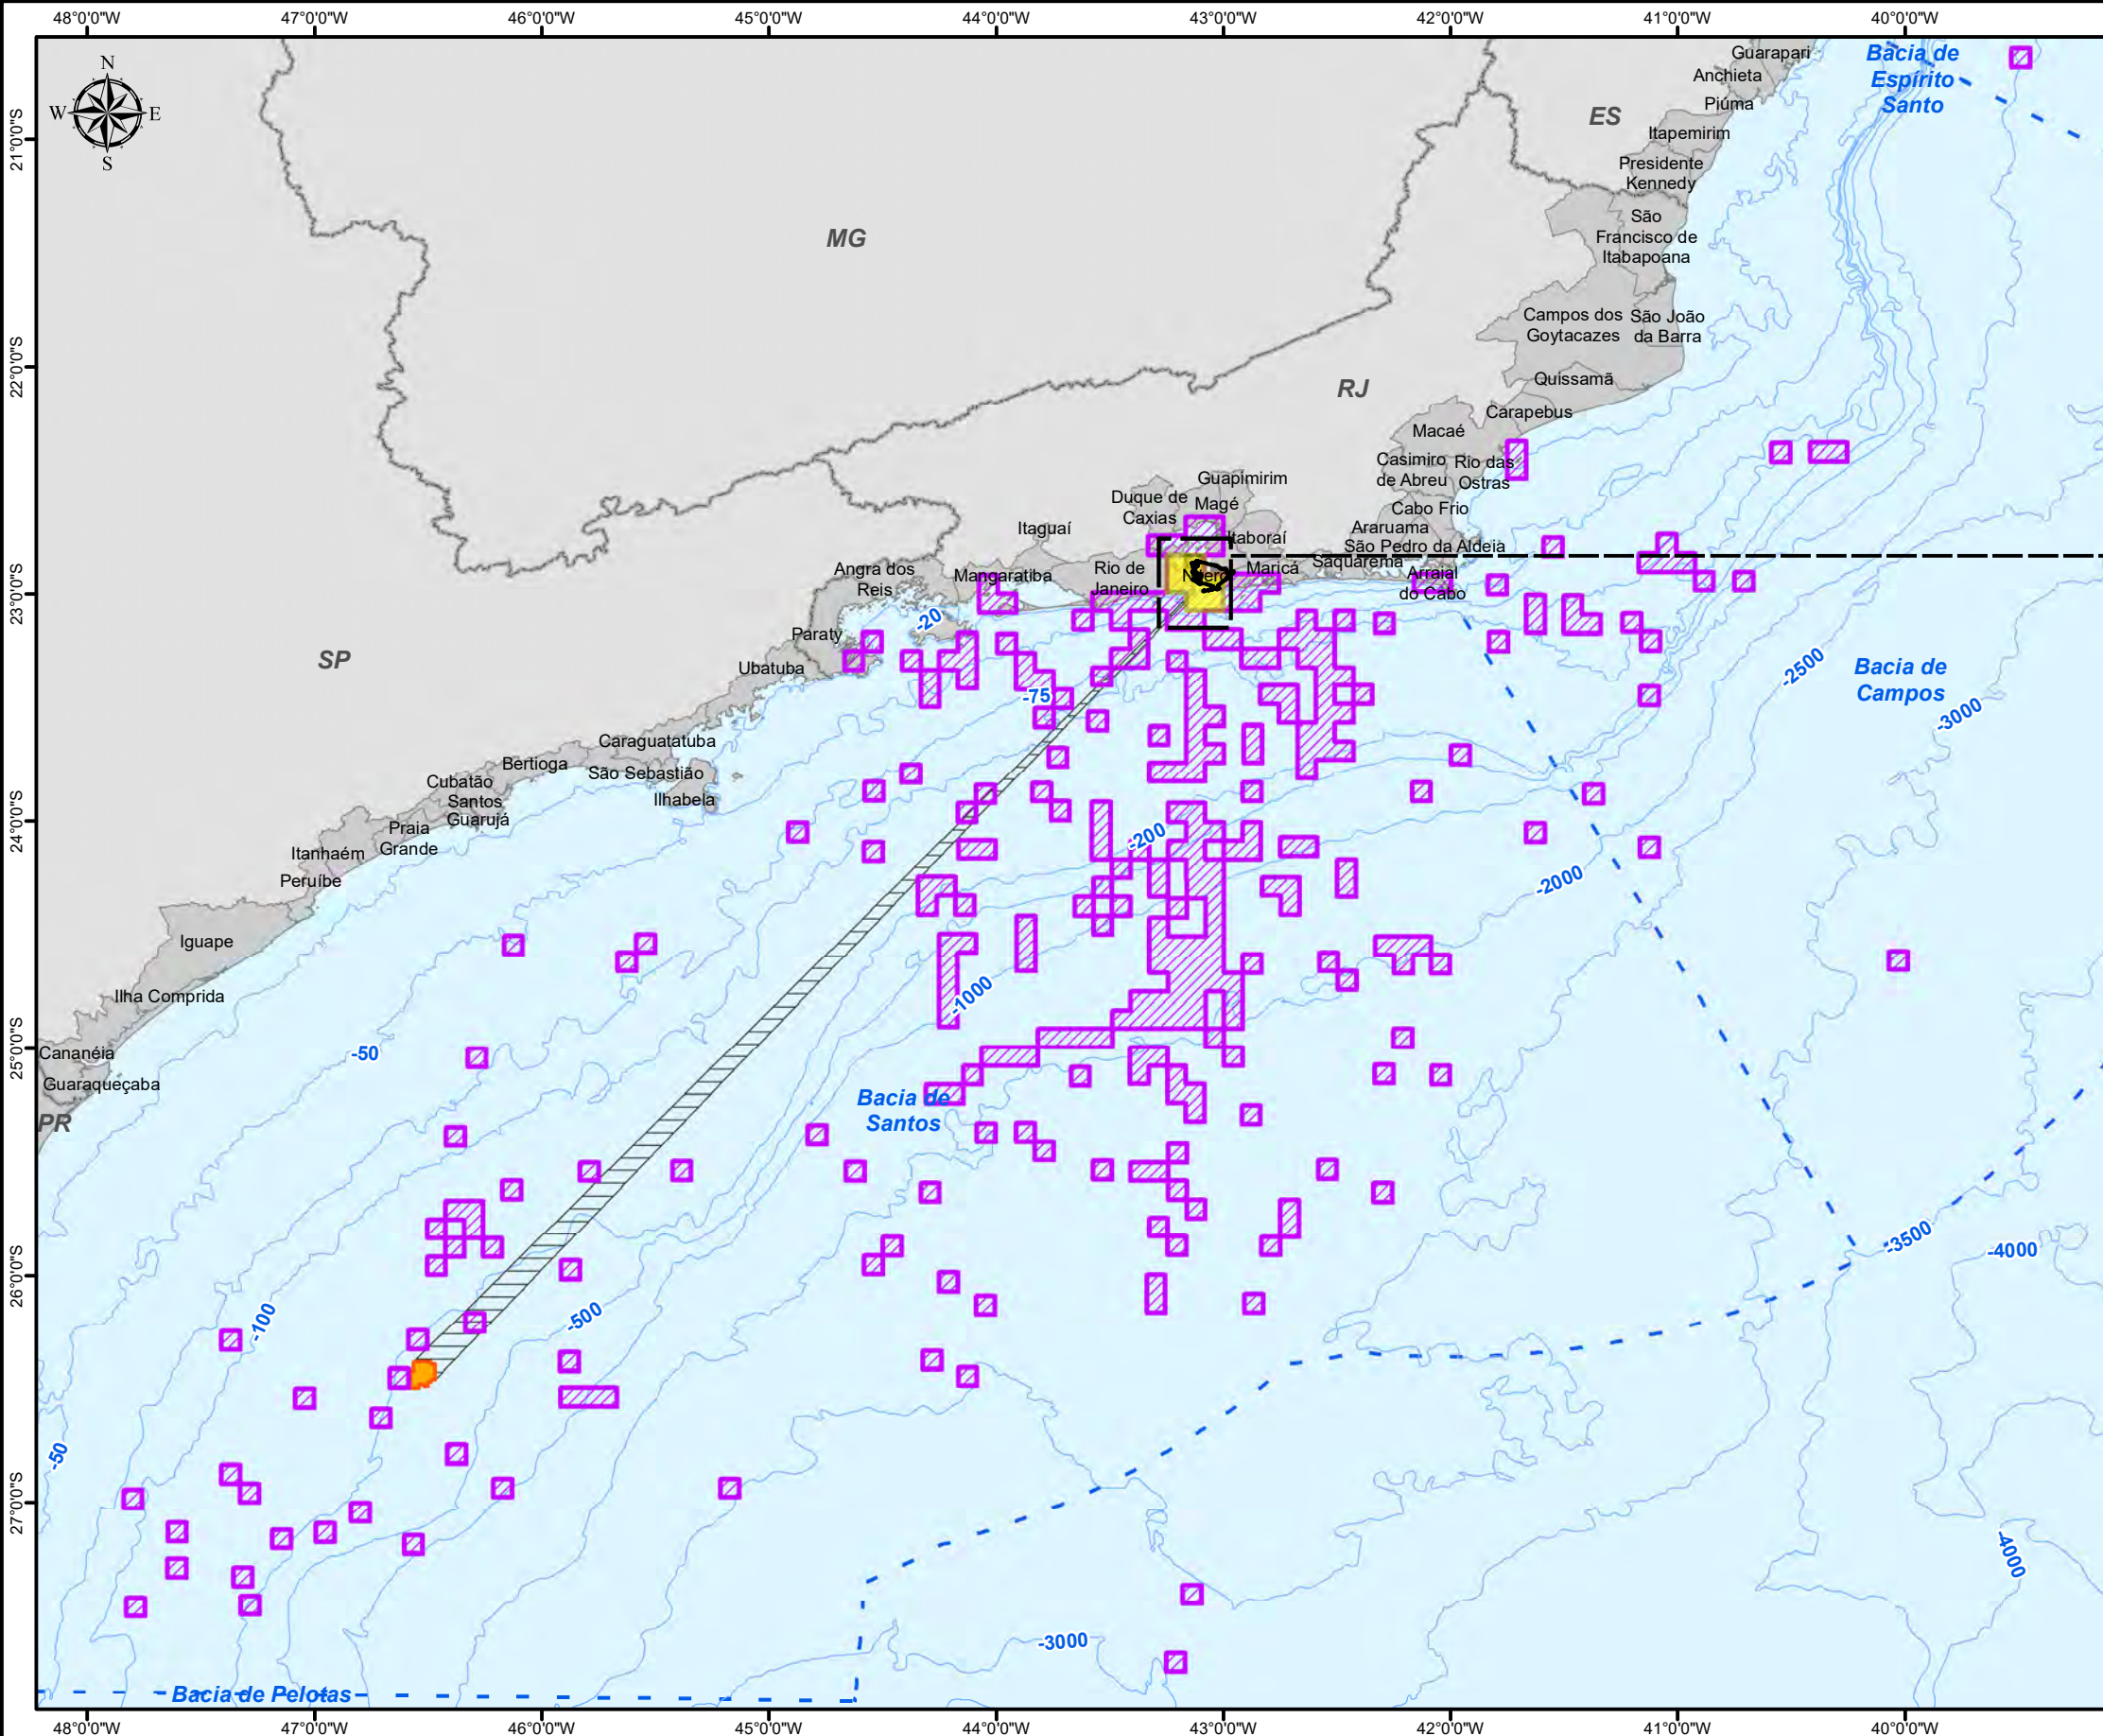 48°0'0"W
47°0'0"W
46°0'0"W
45°0'0"W
44°0'0"W
43°0'0"W
42°0'0"W
41°0'0"W
40°0'0"W
N
W
E
S
21°0'0"S
22°0'0"S
23°0'0"S
24°0'0"S
25°0'0"S
26°0'0"S
27°0'0"S
Guarapari
Anchieta
Piúma
Itapemirim
Presidente
Kennedy
São
Francisco de
Itabapoana
Campos dos
Goytacazes
São João
da Barra
Quissamã
Carapebus
Macaé
Casimiro
de Abreu
Rio das
Ostras
Cabo Frio
Araruama
São Pedro da Aldeia
Saquarema
Arraial
do Cabo
Guapimirim
Duque de
Caxias
Magé
Itaboraí
Maricá
Rio de
Janeiro
Itaguaí
Mangaratiba
Angra dos
Reis
Paraty
Ubatuba
Caraguatatuba
São Sebastião
Ilhabela
Bertioga
Cubatão
Santos
Guarujá
Praia
Grande
Itanhaém
Peruíbe
Iguape
Ilha Comprida
Cananéia
Guaraqueçaba
ES
MG
RJ
SP
PR
Bacia de
Espírito
Santo
Bacia de
Campos
Bacia de
Santos
Bacia de Pelotas
-20
-75
-200
-1000
-2000
-2500
-3000
-50
-100
-500
-3500
-4000
-50
-3000
-4000
48°0'0"W
47°0'0"W
46°0'0"W
45°0'0"W
44°0'0"W
43°0'0"W
42°0'0"W
41°0'0"W
40°0'0"W